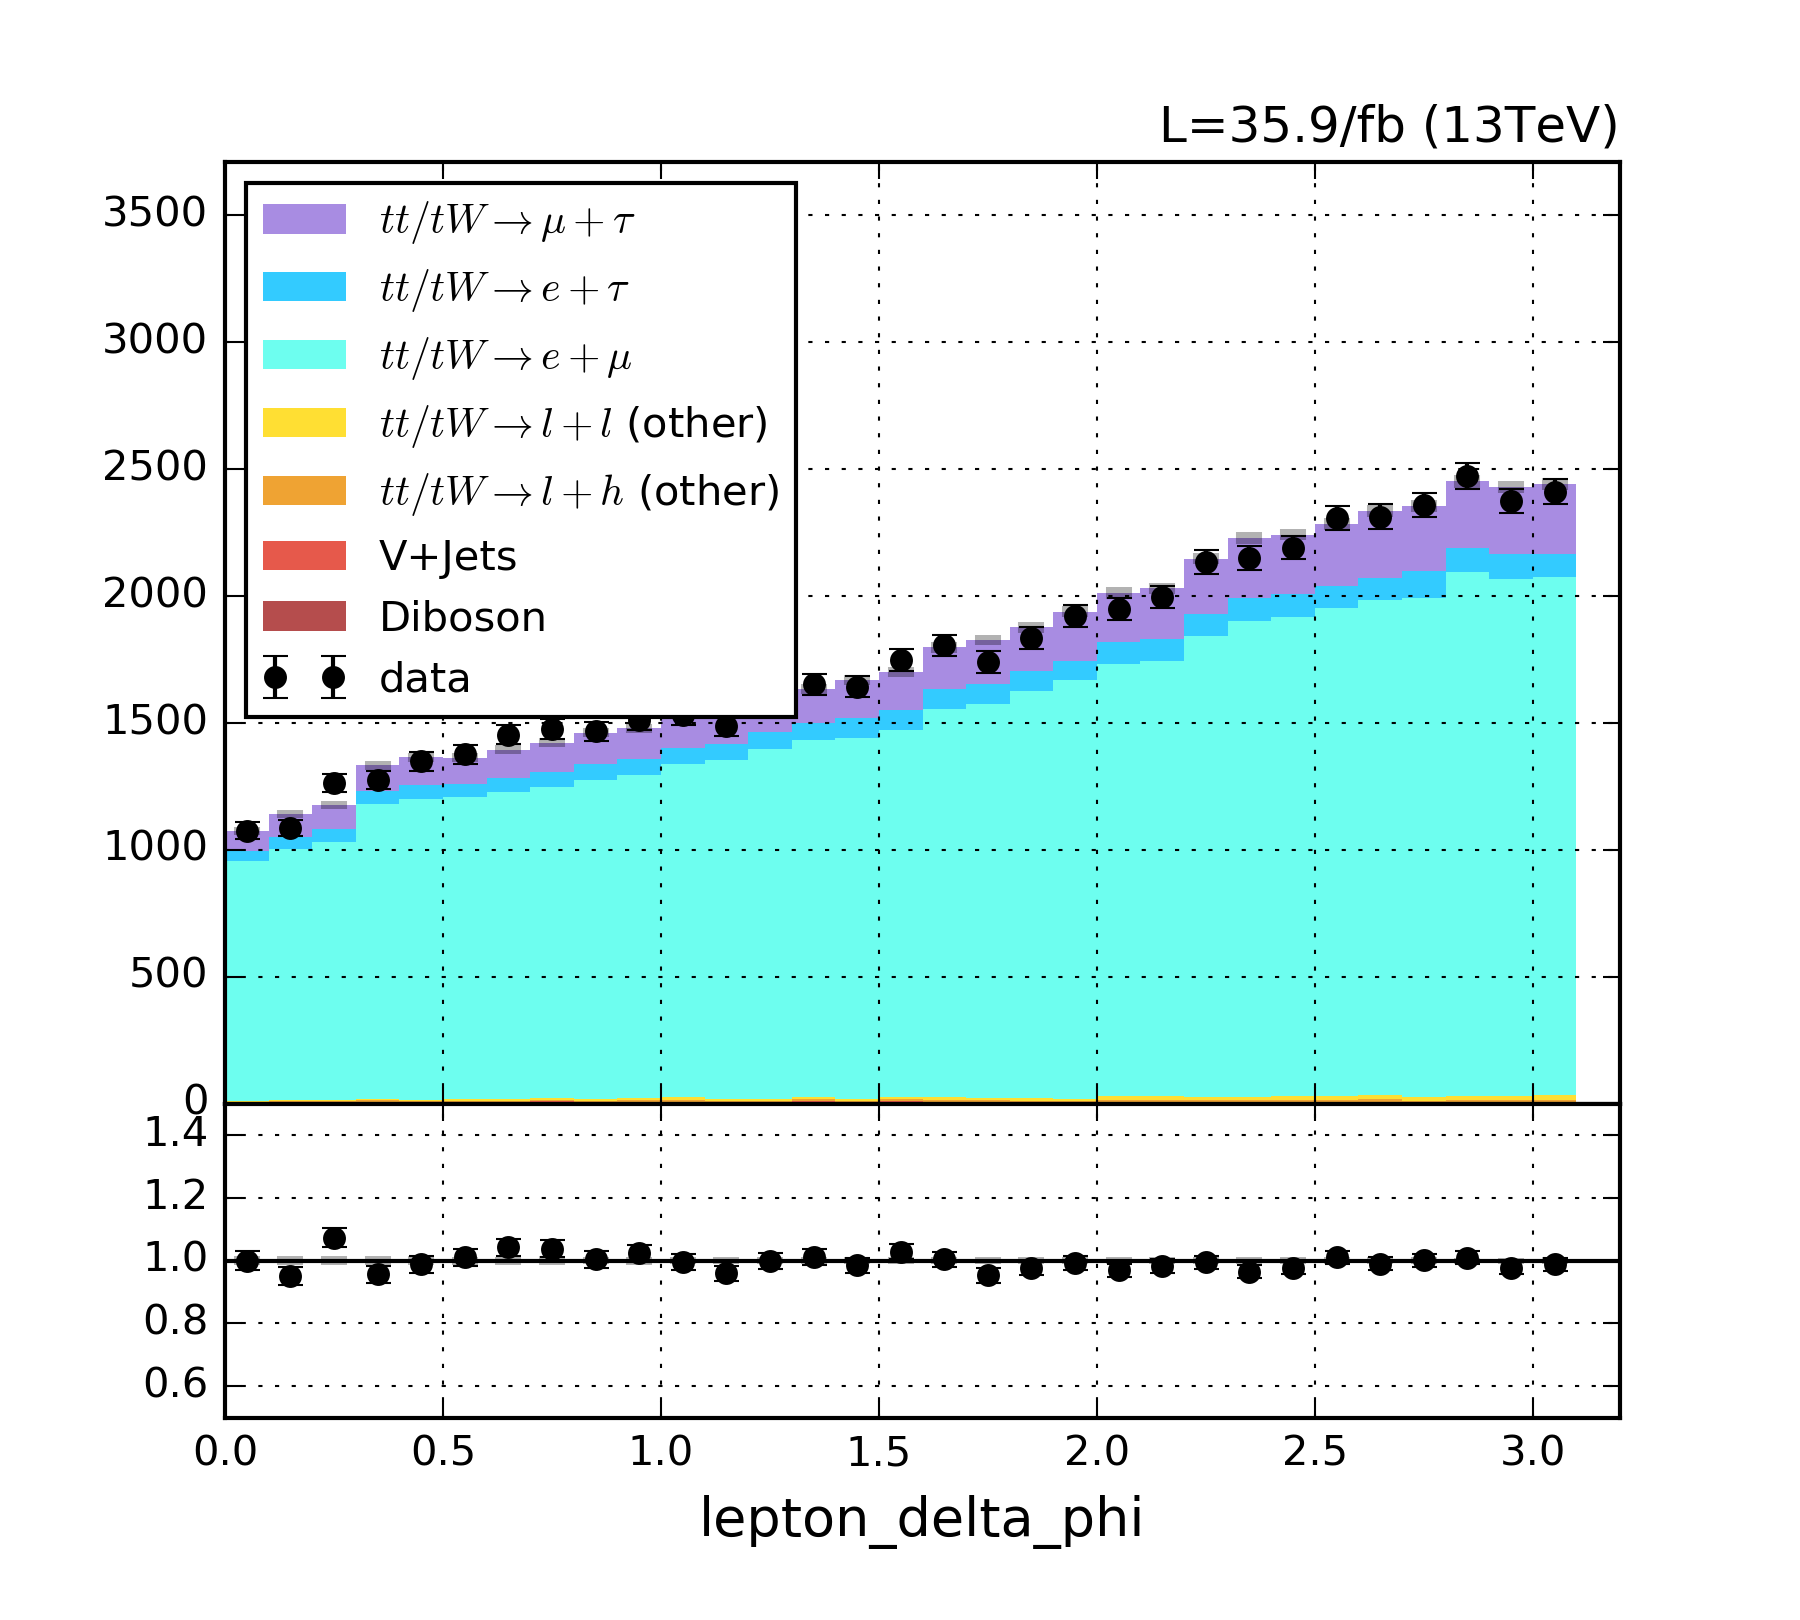 L=35.9/fb (13TeV)
3500
3000
2500
2000
1500
1000
500
0
tt/tW → μ + τ
tt/tW → e + τ
tt/tW → e + μ
tt/tW → l + l (other)
tt/tW → l + h (other)
V+Jets
Diboson
data
1.4
1.2
1.0
0.8
0.6
0.0 0.5 1.0 1.5 2.0 2.5 3.0
lepton_delta_phi